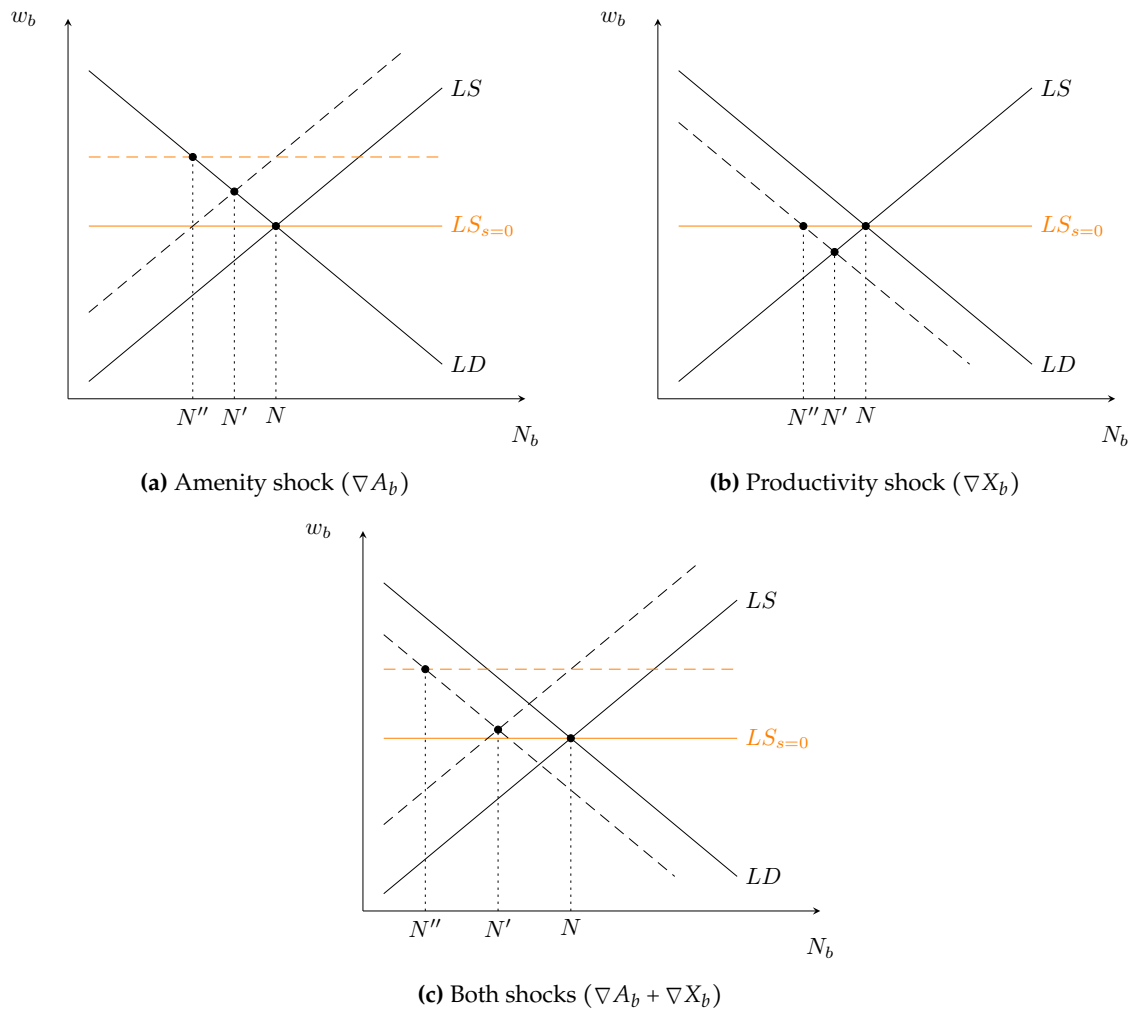 w_b
LS
LS_{s=0}
LD
N'' N' N
N_b
(a) Amenity shock (∇A_b)
w_b
LS
LS_{s=0}
LD
N'' N' N
N_b
(b) Productivity shock (∇X_b)
w_b
LS
LS_{s=0}
LD
N'' N' N
N_b
(c) Both shocks (∇A_b + ∇X_b)